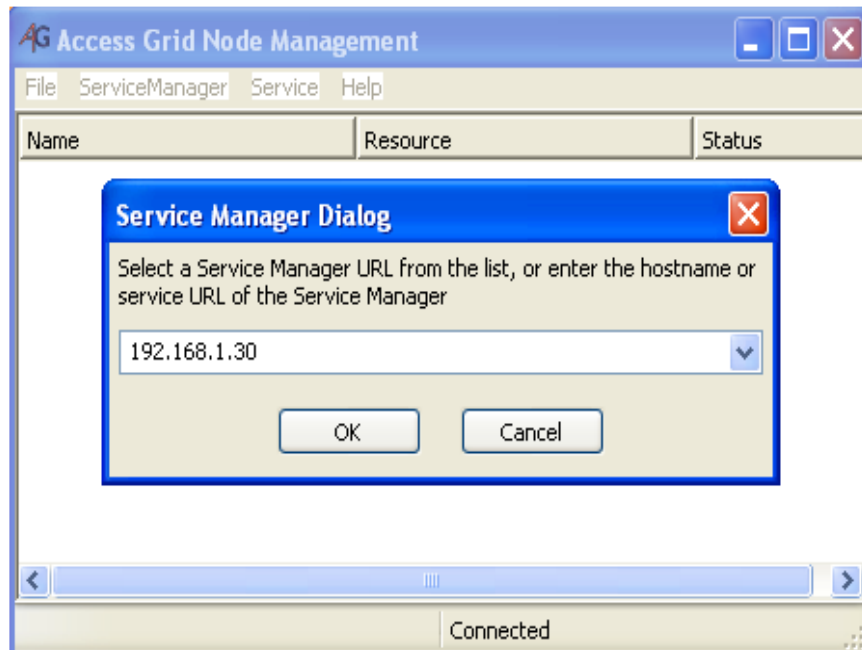 AG Access Grid Node Management
File ServiceManager Service Help
Name Resource Status
Service Manager Dialog
Select a Service Manager URL from the list, or enter the hostname or
service URL of the Service Manager
192.168.1.30
OK Cancel
Connected